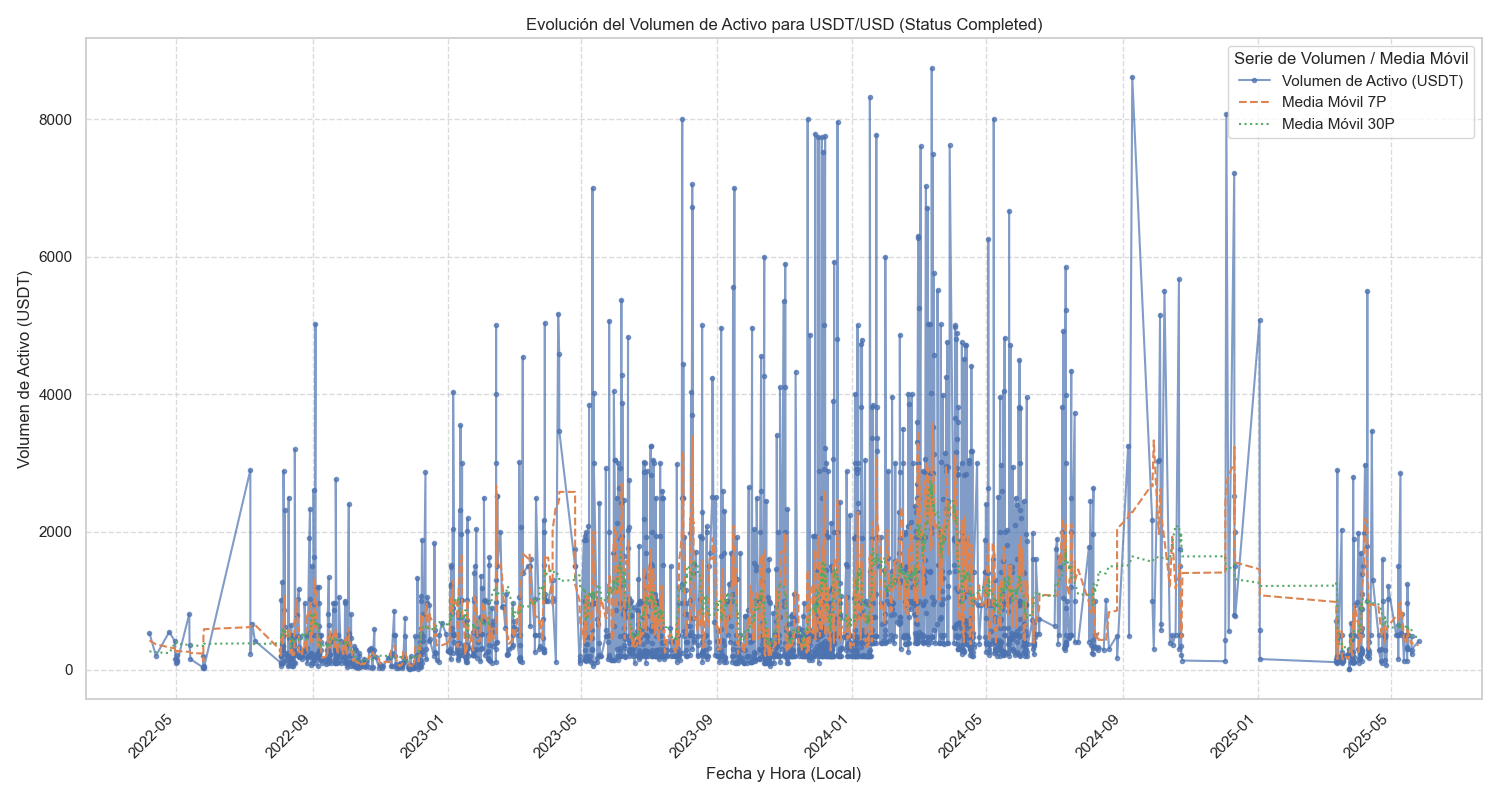 Evolución del Volumen de Activo para USDT/USD (Status Completed)
Serie de Volumen / Media Móvil
Volumen de Activo (USDT)
Media Móvil 7P
Media Móvil 30P
Volumen de Activo (USDT)
8000
6000
4000
2000
0
2022-05
2022-09
2023-01
2023-05
2023-09
2024-01
2024-05
2024-09
2025-01
2025-05
Fecha y Hora (Local)